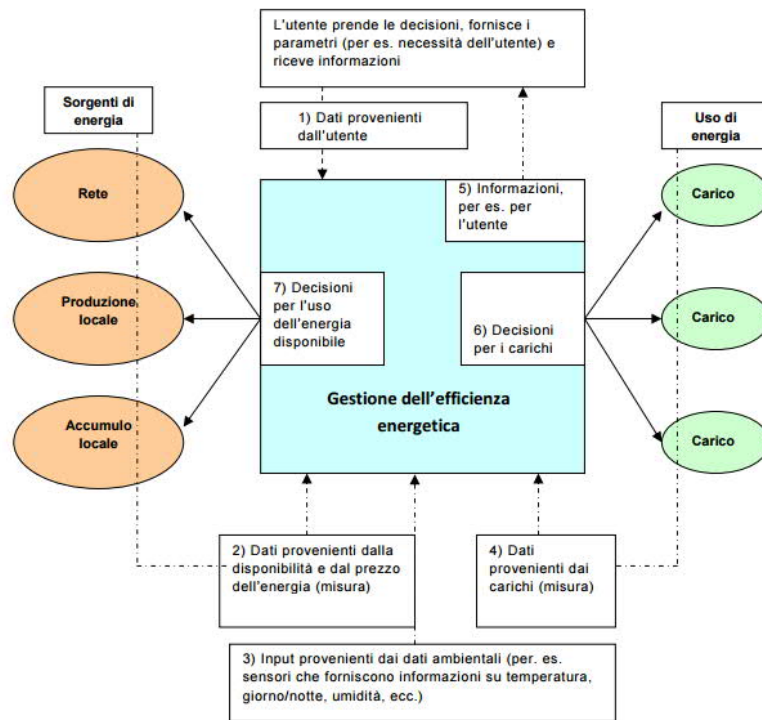 L'utente prende le decisioni, fornisce i
parametri (per es. necessità dell'utente) e
riceve informazioni
Sorgenti di
energia
1) Dati provenienti
dall'utente
Uso di
energia
Rete
5) Informazioni,
per es. per
l'utente
Carico
Produzione
locale
7) Decisioni
per l'uso
dell'energia
disponibile
6) Decisioni
per i carichi
Carico
Accumulo
locale
Gestione dell'efficienza
energetica
Carico
2) Dati provenienti dalla
disponibilità e dal prezzo
dell'energia (misura)
4) Dati
provenienti dai
carichi (misura)
3) Input provenienti dai dati ambientali (per. es.
sensori che forniscono informazioni su temperatura,
giorno/notte, umidità, ecc.)